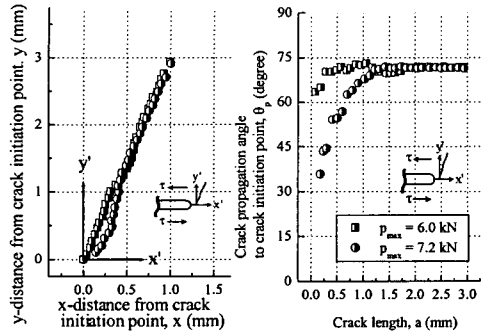 y-distance from crack initiation point, y (mm)
3
2
1
0
y'
x'
τ
τ
y'
x'
0.0 0.5 1.0 1.5
x-distance from crack
initiation point, x (mm)
Crack propagation angle
to crack initiation point, θp (degree)
90
75
60
45
30
15
0
τ
τ
y'
x'
pmax = 6.0 kN
pmax = 7.2 kN
0.0 0.5 1.0 1.5 2.0 2.5 3.0
Crack length, a (mm)